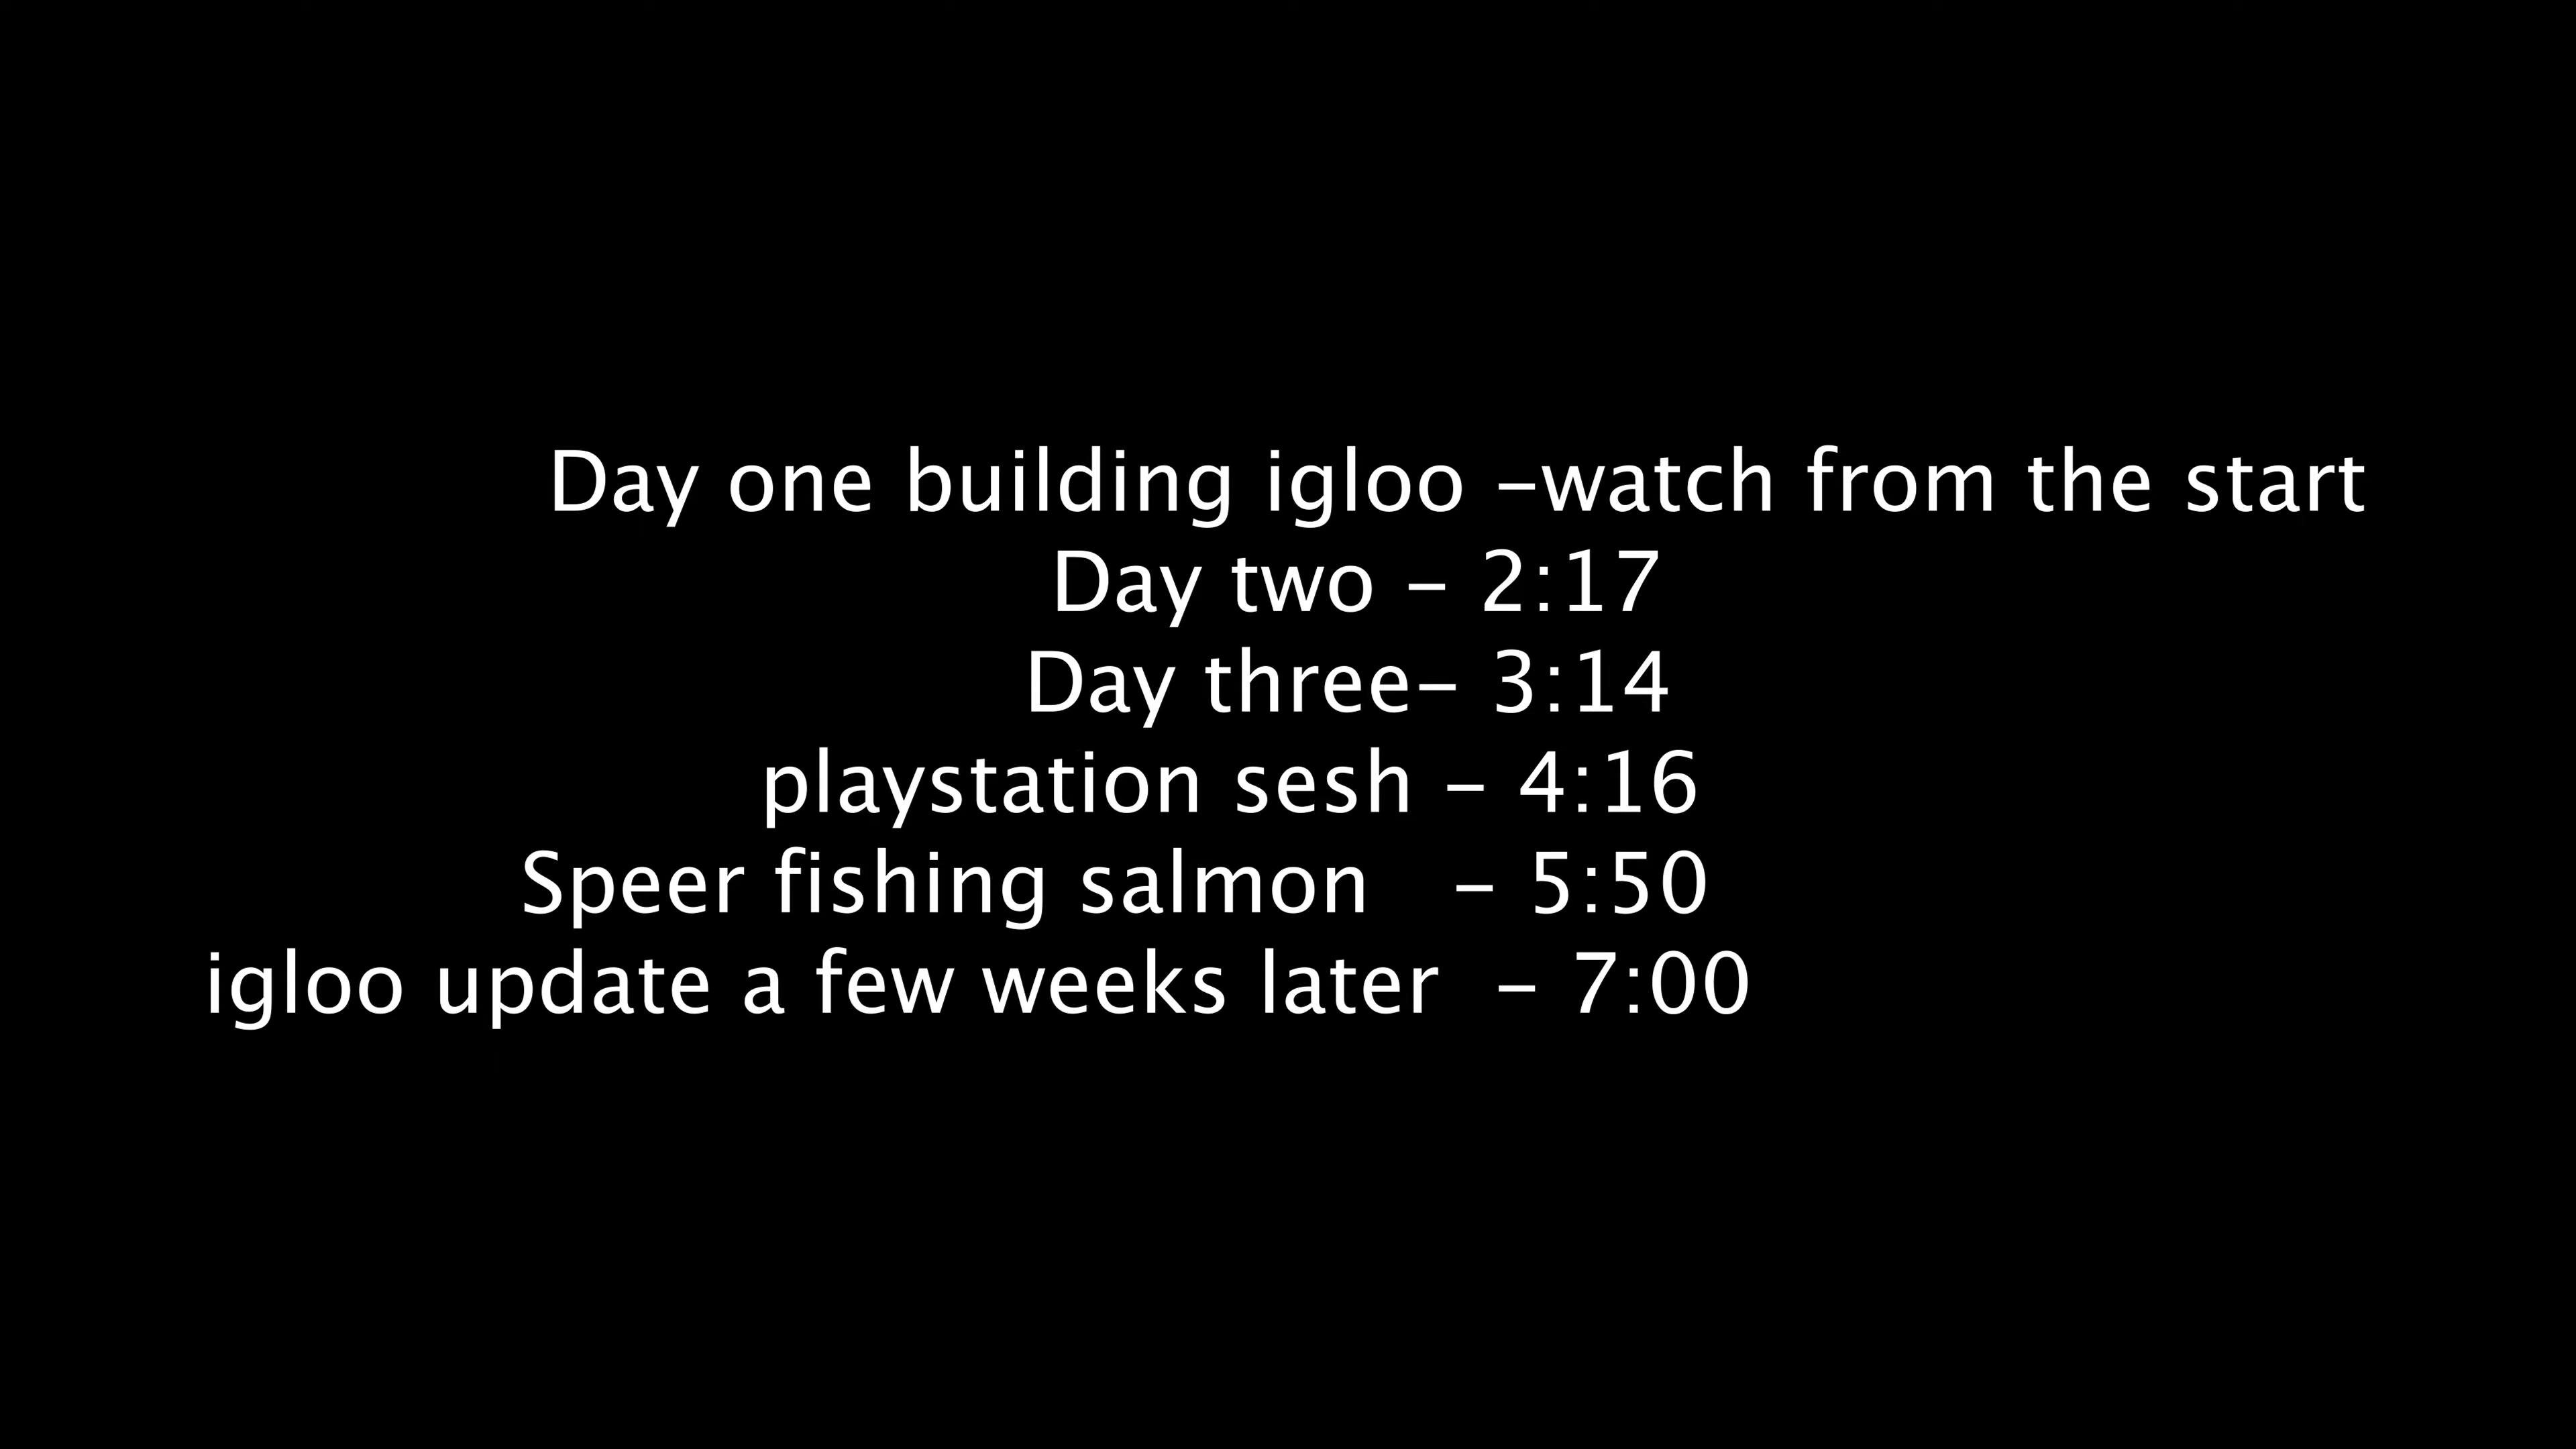 Day one building igloo -watch from the start
Day two - 2:17
Day three- 3:14
playstation sesh - 4:16
Speer fishing salmon - 5:50
igloo update a few weeks later - 7:00